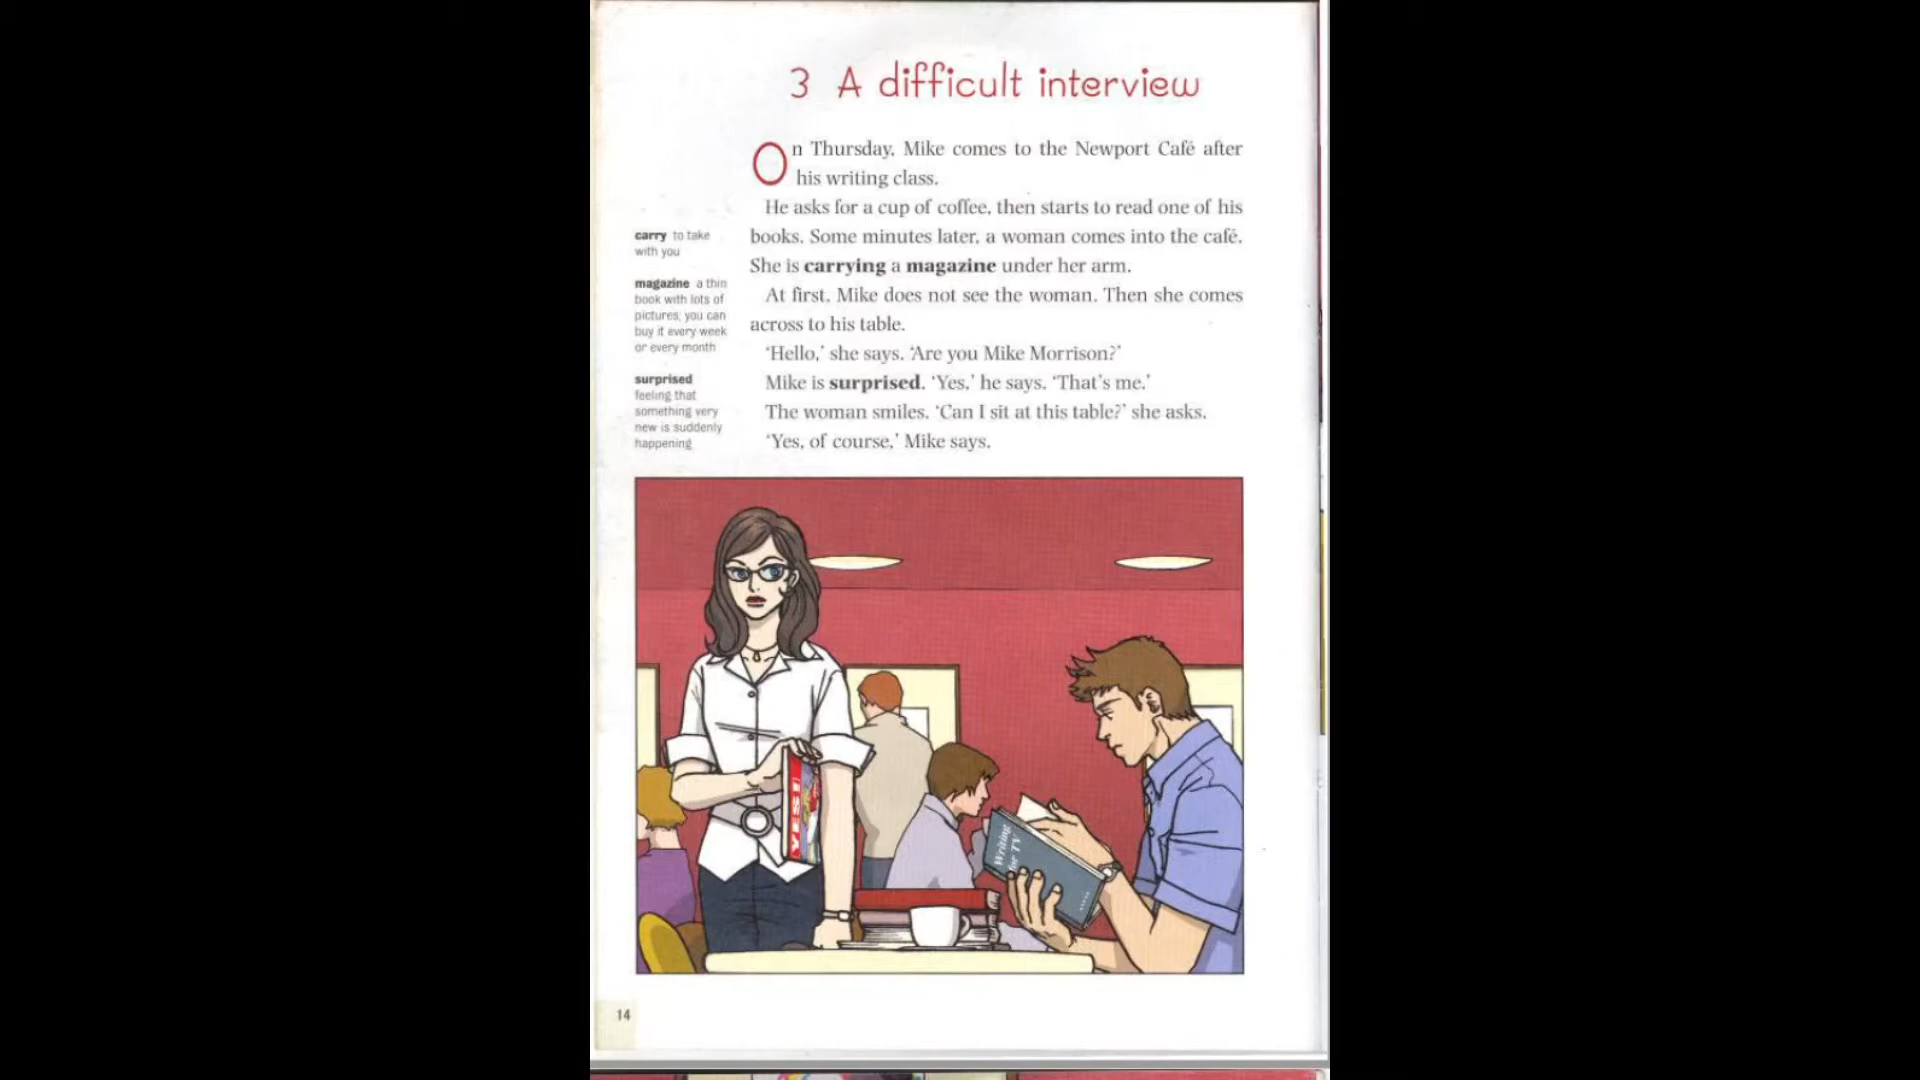 3 A difficult interview
On Thursday, Mike comes to the Newport Café after
his writing class.
He asks for a cup of coffee, then starts to read one of his
books. Some minutes later, a woman comes into the café.
She is carrying a magazine under her arm.
At first, Mike does not see the woman. Then she comes
across to his table.
‘Hello,’ she says. ‘Are you Mike Morrison?’
Mike is surprised. ‘Yes,’ he says. ‘That’s me.’
The woman smiles. ‘Can I sit at this table?’ she asks.
‘Yes, of course,’ Mike says.
carry to take
with you
magazine a thin
book with lots of
pictures; you can
buy it every week
or every month
surprised
feeling that
something very
new is suddenly
happening
YES!
Writing
for TV
14